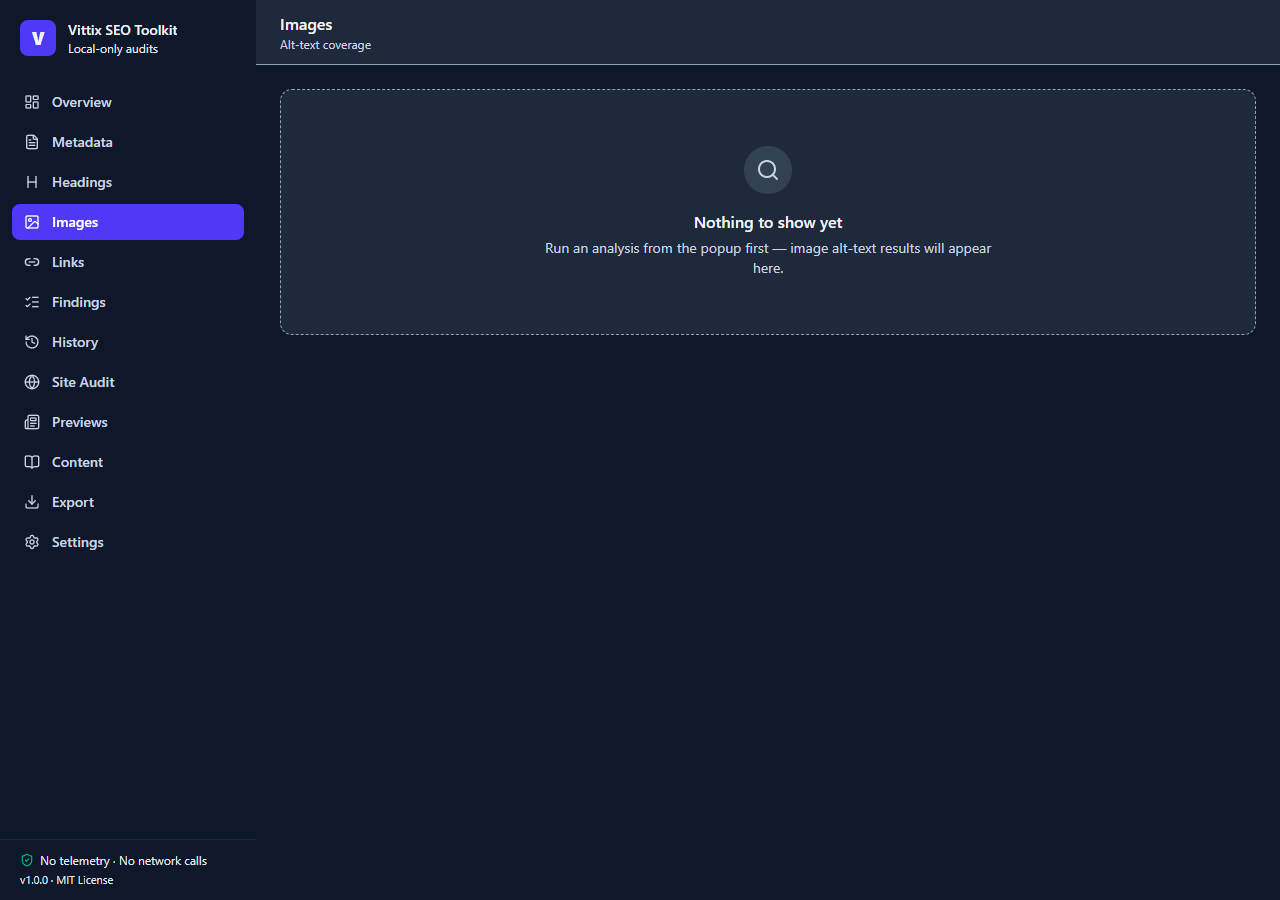 V
Vittix SEO Toolkit
Local-only audits
Overview
Metadata
Headings
Images
Links
Findings
History
Site Audit
Previews
Content
Export
Settings
No telemetry · No network calls
v1.0.0 · MIT License
Images
Alt-text coverage
Nothing to show yet
Run an analysis from the popup first — image alt-text results will appear
here.